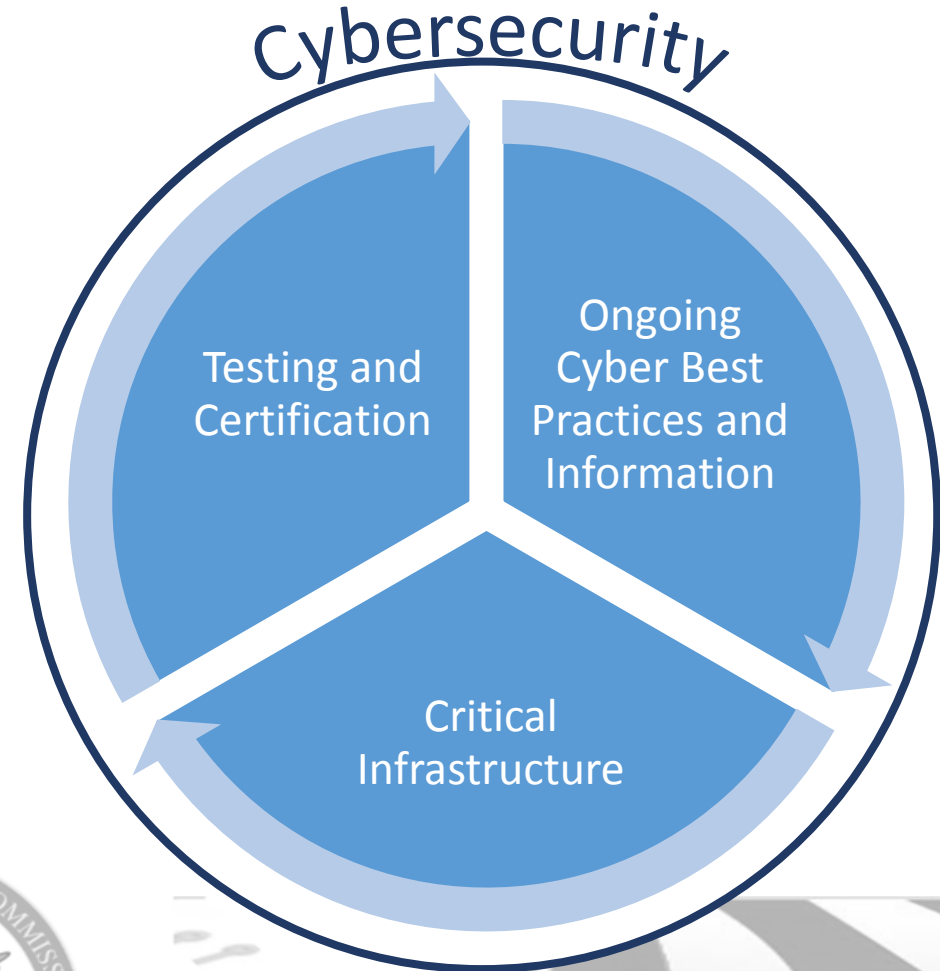 Cybersecurity
Testing and
Certification
Ongoing
Cyber Best
Practices and
Information
Critical
Infrastructure